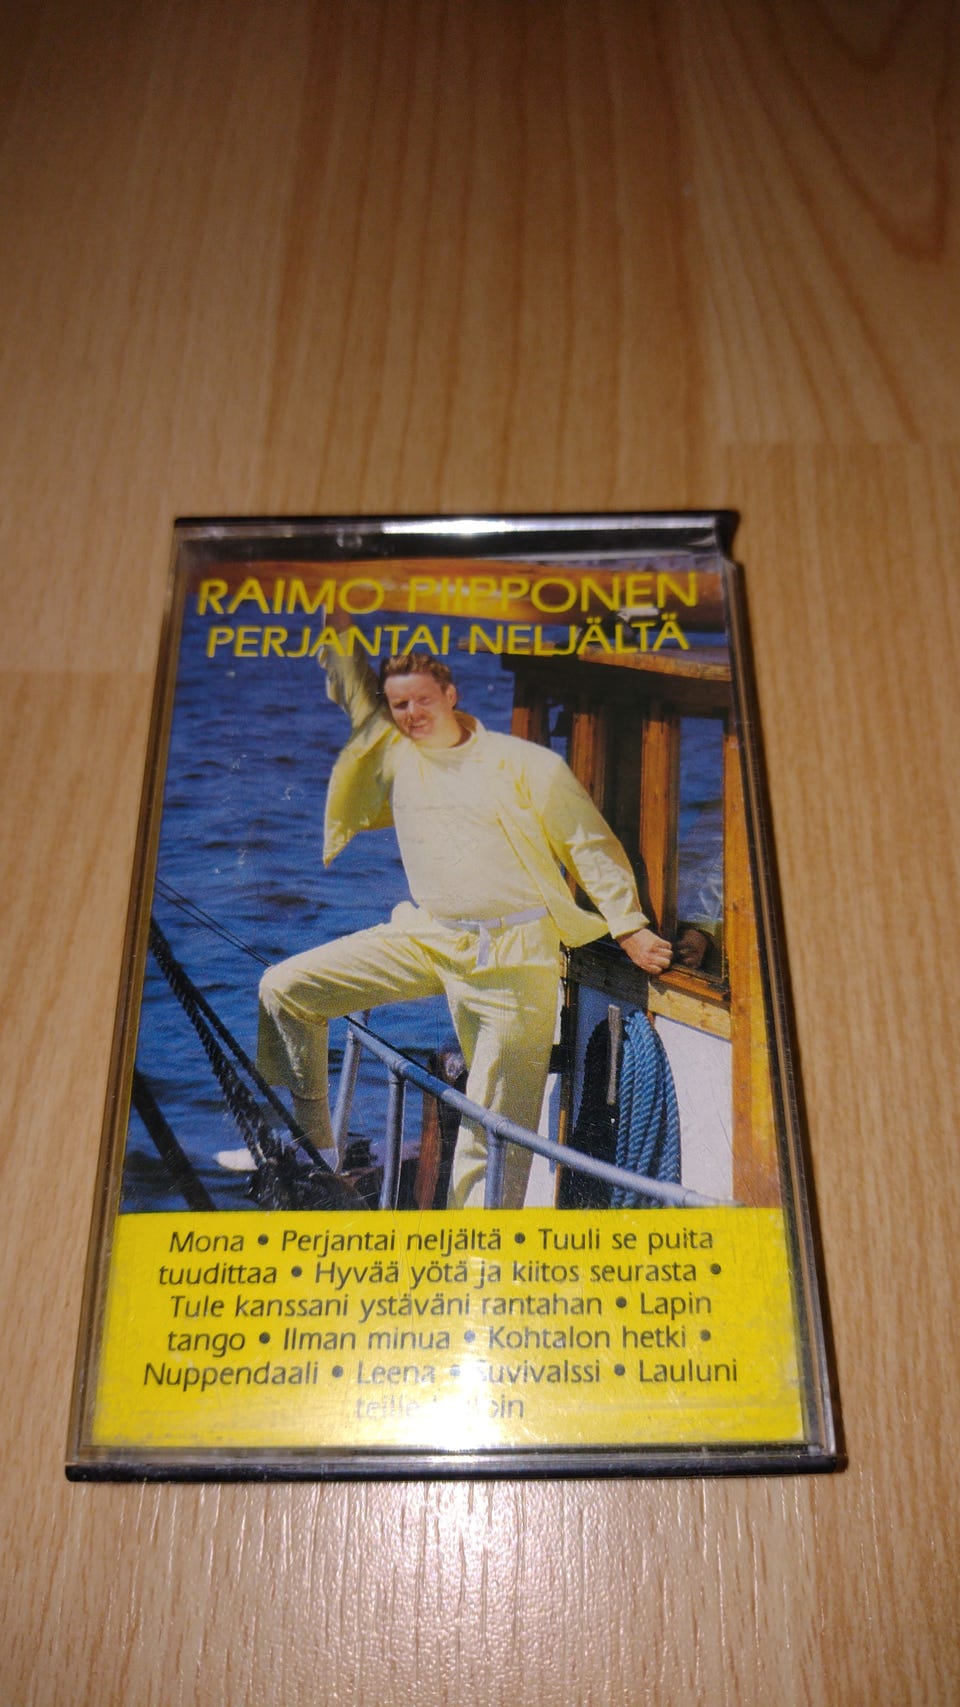 RAIMO PIIPPONEN
PERJANTAI NELJÄLTÄ
Mona • Perjantai neljältä • Tuuli se puita
tuudittaa • Hyvää yötä ja kiitos seurasta •
Tule kanssani ystäväni rantahan • Lapin
tango • Ilman minua • Kohtalon hetki •
Nuppendaali • Leena • Suvivalssi • Lauluni
teille